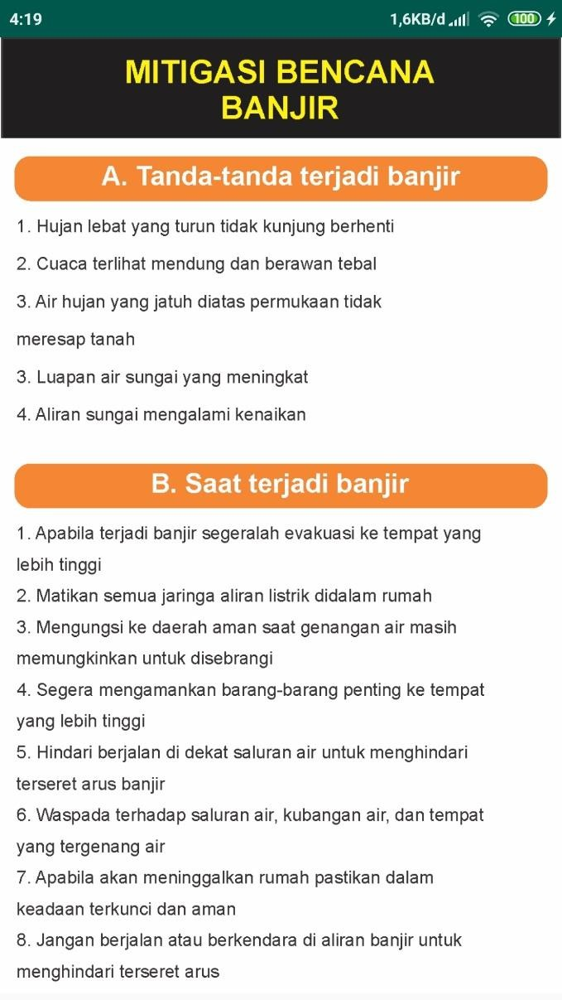 4:19
1,6KB/d
100
MITIGASI BENCANA
BANJIR
A. Tanda-tanda terjadi banjir
1. Hujan lebat yang turun tidak kunjung berhenti
2. Cuaca terlihat mendung dan berawan tebal
3. Air hujan yang jatuh diatas permukaan tidak
meresap tanah
3. Luapan air sungai yang meningkat
4. Aliran sungai mengalami kenaikan
B. Saat terjadi banjir
1. Apabila terjadi banjir segeralah evakuasi ke tempat yang
lebih tinggi
2. Matikan semua jaringa aliran listrik didalam rumah
3. Mengungsi ke daerah aman saat genangan air masih
memungkinkan untuk disebrangi
4. Segera mengamankan barang-barang penting ke tempat
yang lebih tinggi
5. Hindari berjalan di dekat saluran air untuk menghindari
terseret arus banjir
6. Waspada terhadap saluran air, kubangan air, dan tempat
yang tergenang air
7. Apabila akan meninggalkan rumah pastikan dalam
keadaan terkunci dan aman
8. Jangan berjalan atau berkendara di aliran banjir untuk
menghindari terseret arus